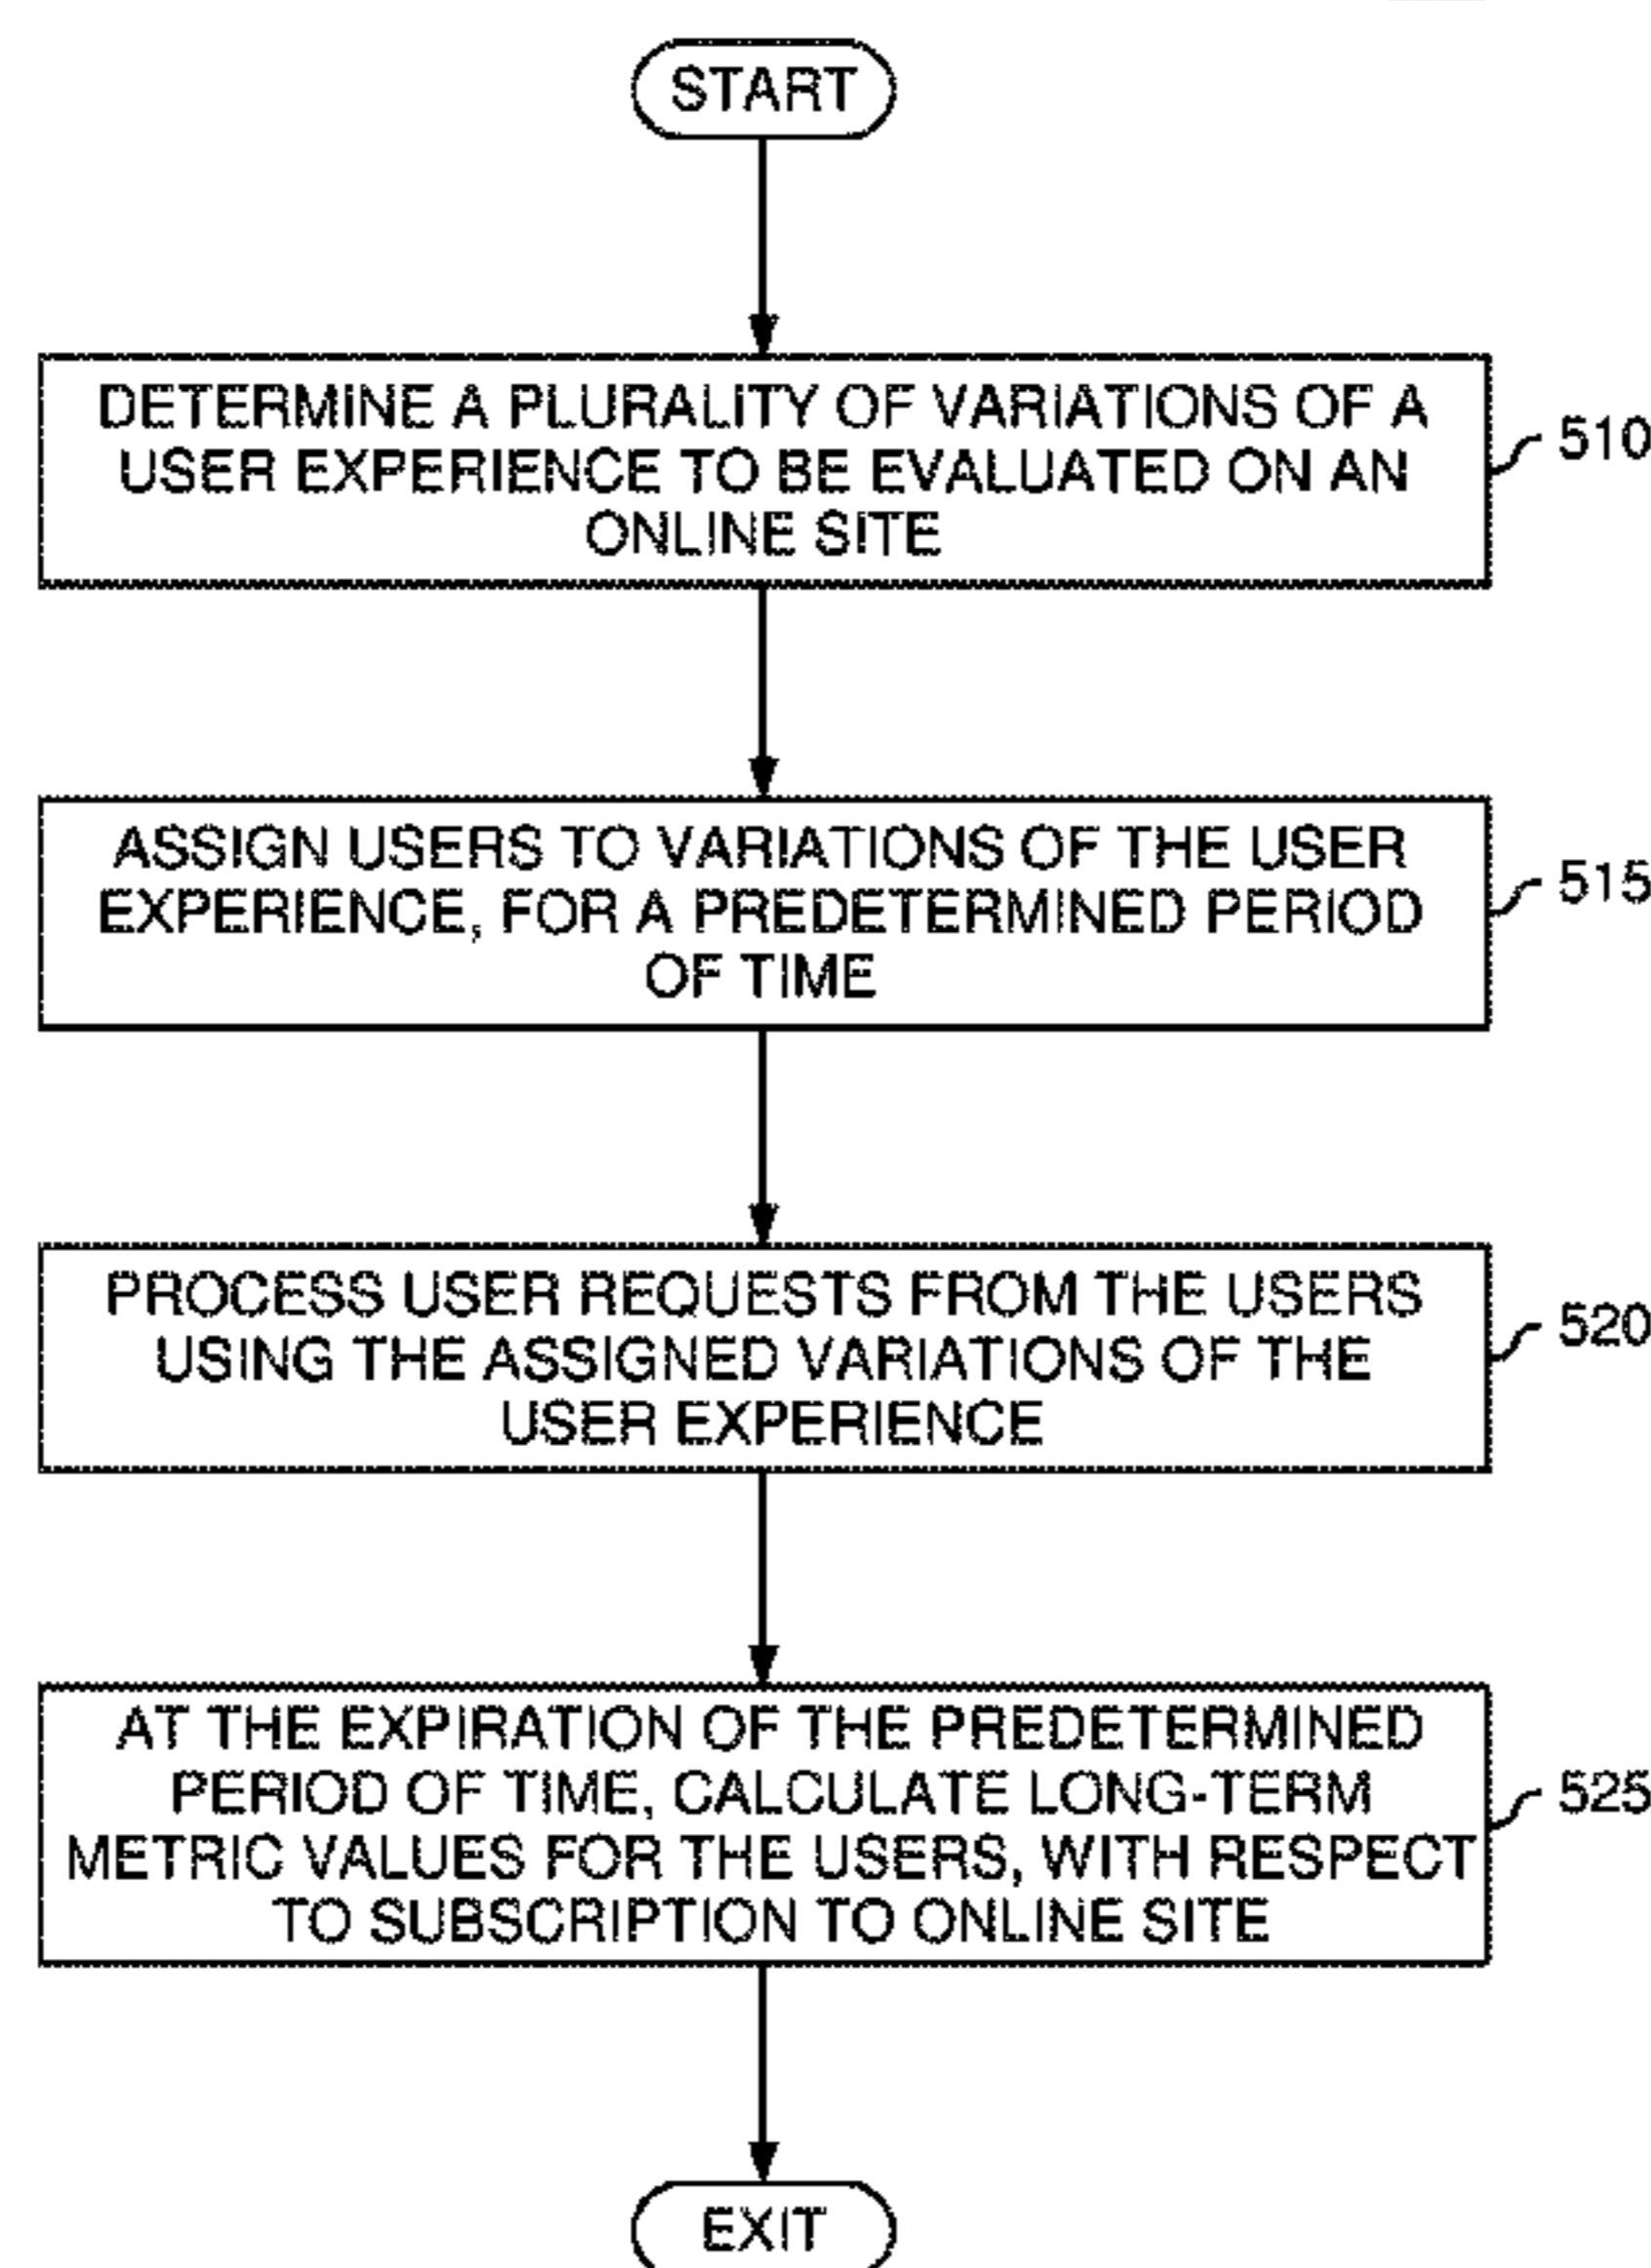 START
DETERMINE A PLURALITY OF VARIATIONS OF A
USER EXPERIENCE TO BE EVALUATED ON AN
ONLINE SITE
510
ASSIGN USERS TO VARIATIONS OF THE USER
EXPERIENCE, FOR A PREDETERMINED PERIOD
OF TIME
515
PROCESS USER REQUESTS FROM THE USERS
USING THE ASSIGNED VARIATIONS OF THE
USER EXPERIENCE
520
AT THE EXPIRATION OF THE PREDETERMINED
PERIOD OF TIME, CALCULATE LONG-TERM
METRIC VALUES FOR THE USERS, WITH RESPECT
TO SUBSCRIPTION TO ONLINE SITE
525
EXIT